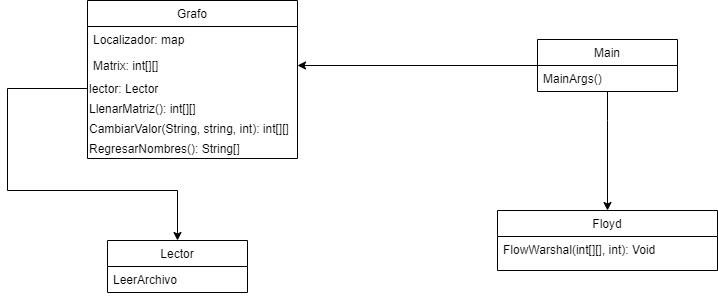 Grafo
Localizador: map
Matrix: int[][]
lector: Lector
LlenarMatriz(): int[][]
CambiarValor(String, string, int): int[][]
RegresarNombres(): String[]
Main
MainArgs()
Lector
LeerArchivo
Floyd
FlowWarshal(int[][], int): Void